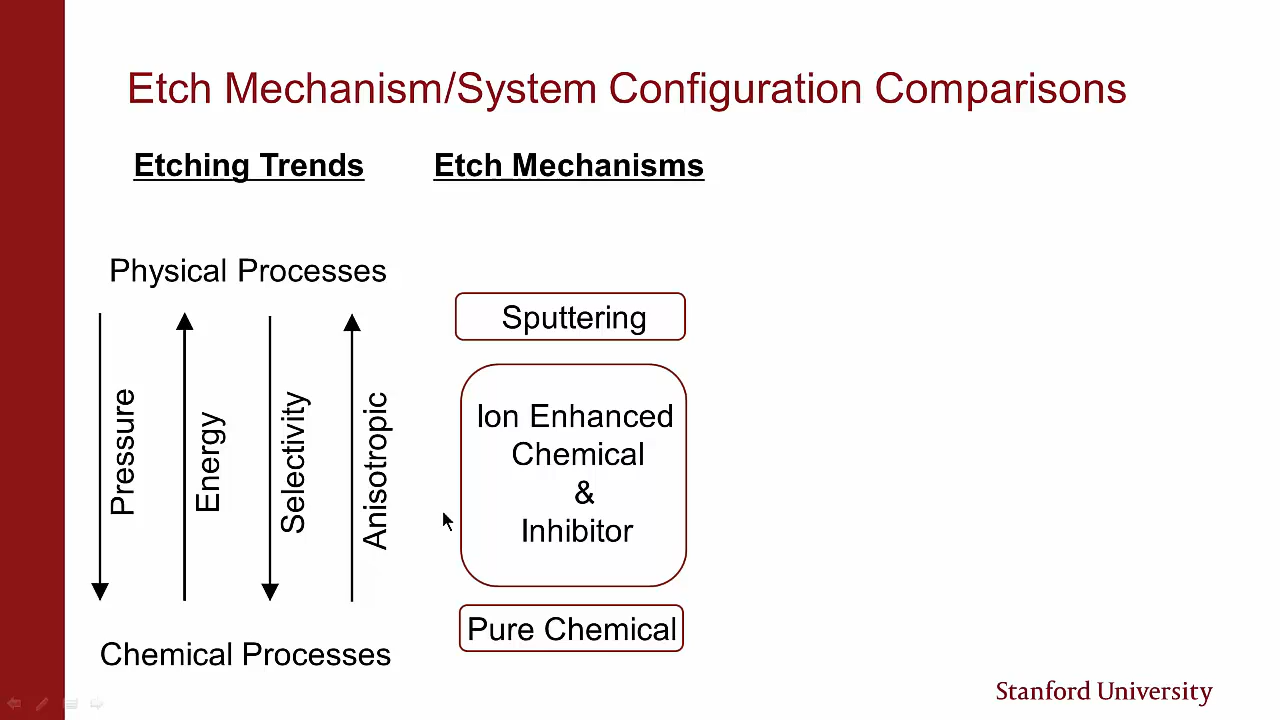 Etch Mechanism/System Configuration Comparisons
Etching Trends
Etch Mechanisms
Physical Processes
Pressure
Energy
Selectivity
Anisotropic
Chemical Processes
Sputtering
Ion Enhanced
Chemical
&
Inhibitor
Pure Chemical
Stanford University